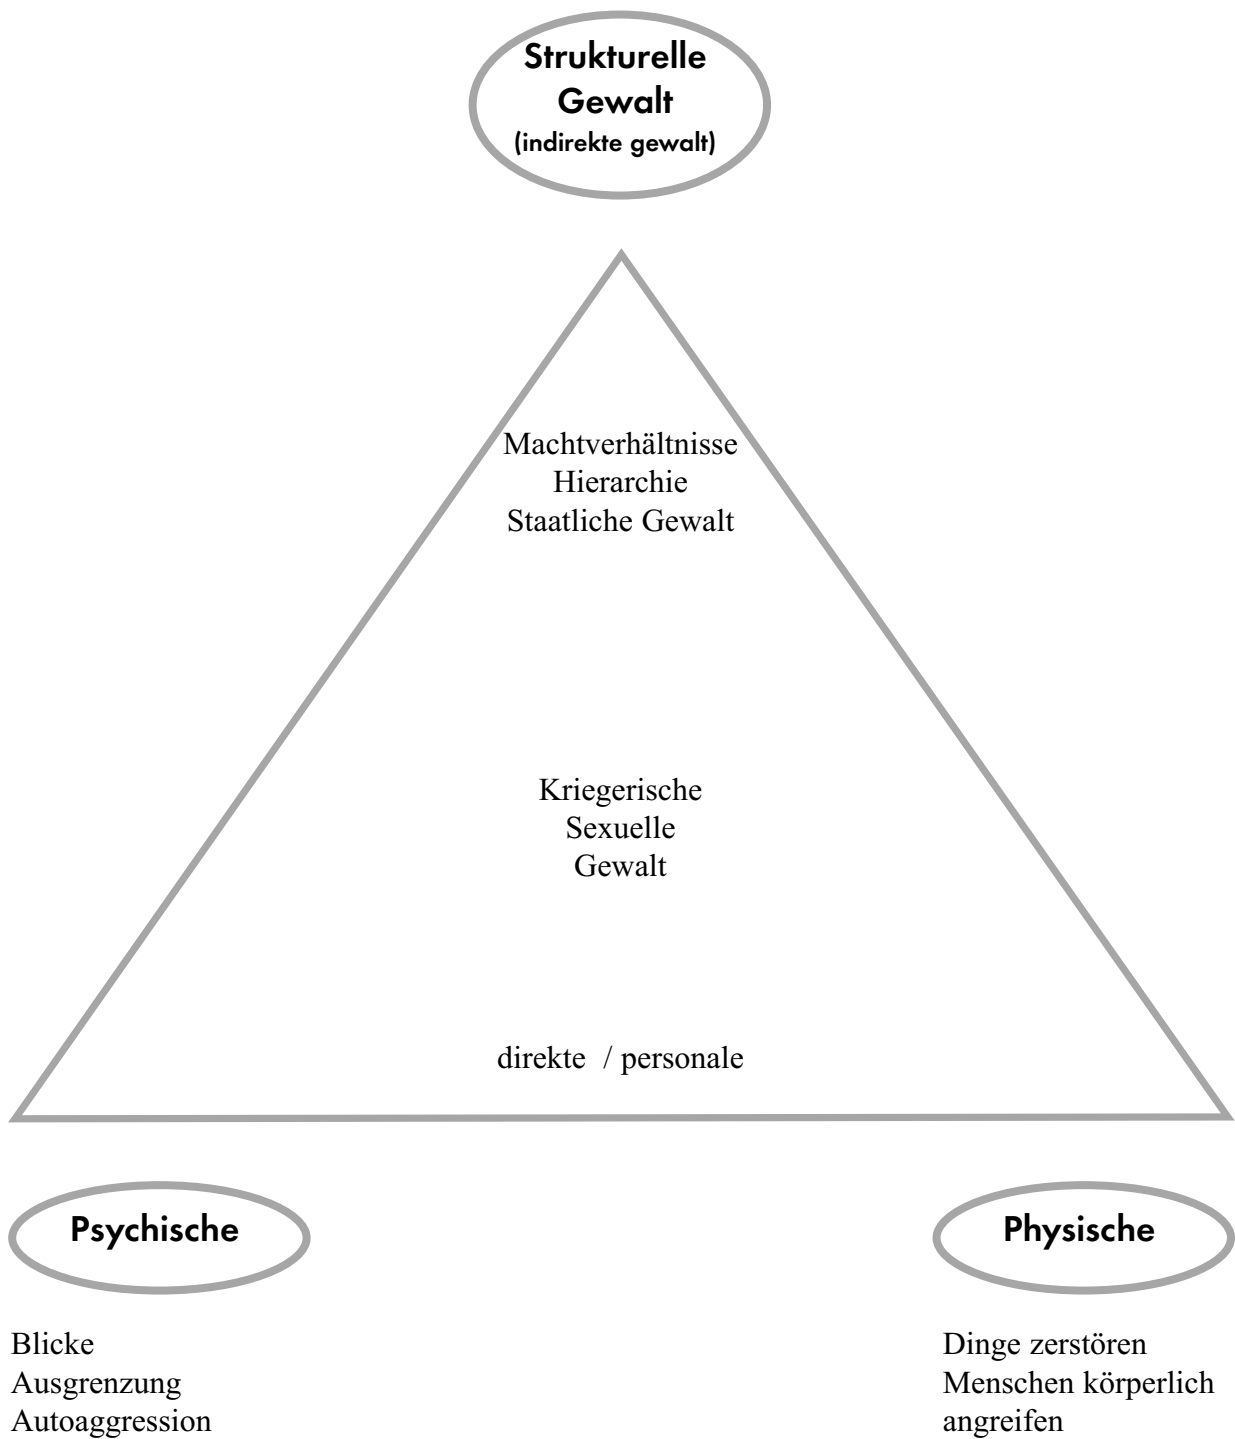 Strukturelle
Gewalt
(indirekte gewalt)
Machtverhältnisse
Hierarchie
Staatliche Gewalt
Kriegerische
Sexuelle
Gewalt
direkte / personale
Psychische
Blicke
Ausgrenzung
Autoaggression
Physische
Dinge zerstören
Menschen körperlich
angreifen